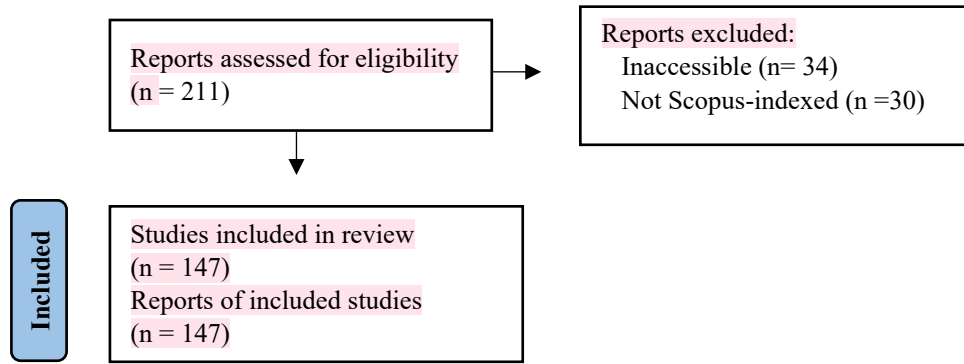 Reports assessed for eligibility
(n = 211)
Reports excluded:
Inaccessible (n= 34)
Not Scopus-indexed (n =30)
Included
Studies included in review
(n = 147)
Reports of included studies
(n = 147)